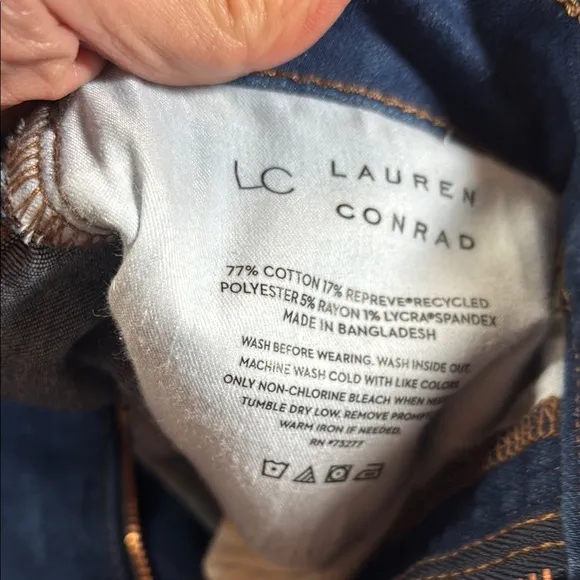 LC LAUREN
CONRAD
77% COTTON 17% REPREVE®RECYCLED
POLYESTER 5% RAYON 1% LYCRA®SPANDEX
MADE IN BANGLADESH
WASH BEFORE WEARING. WASH INSIDE OUT.
MACHINE WASH COLD WITH LIKE COLORS
ONLY NON-CHLORINE BLEACH WHEN
TUMBLE DRY LOW. REMOVE
WARM IRON IF NEEDED.
RN #73277